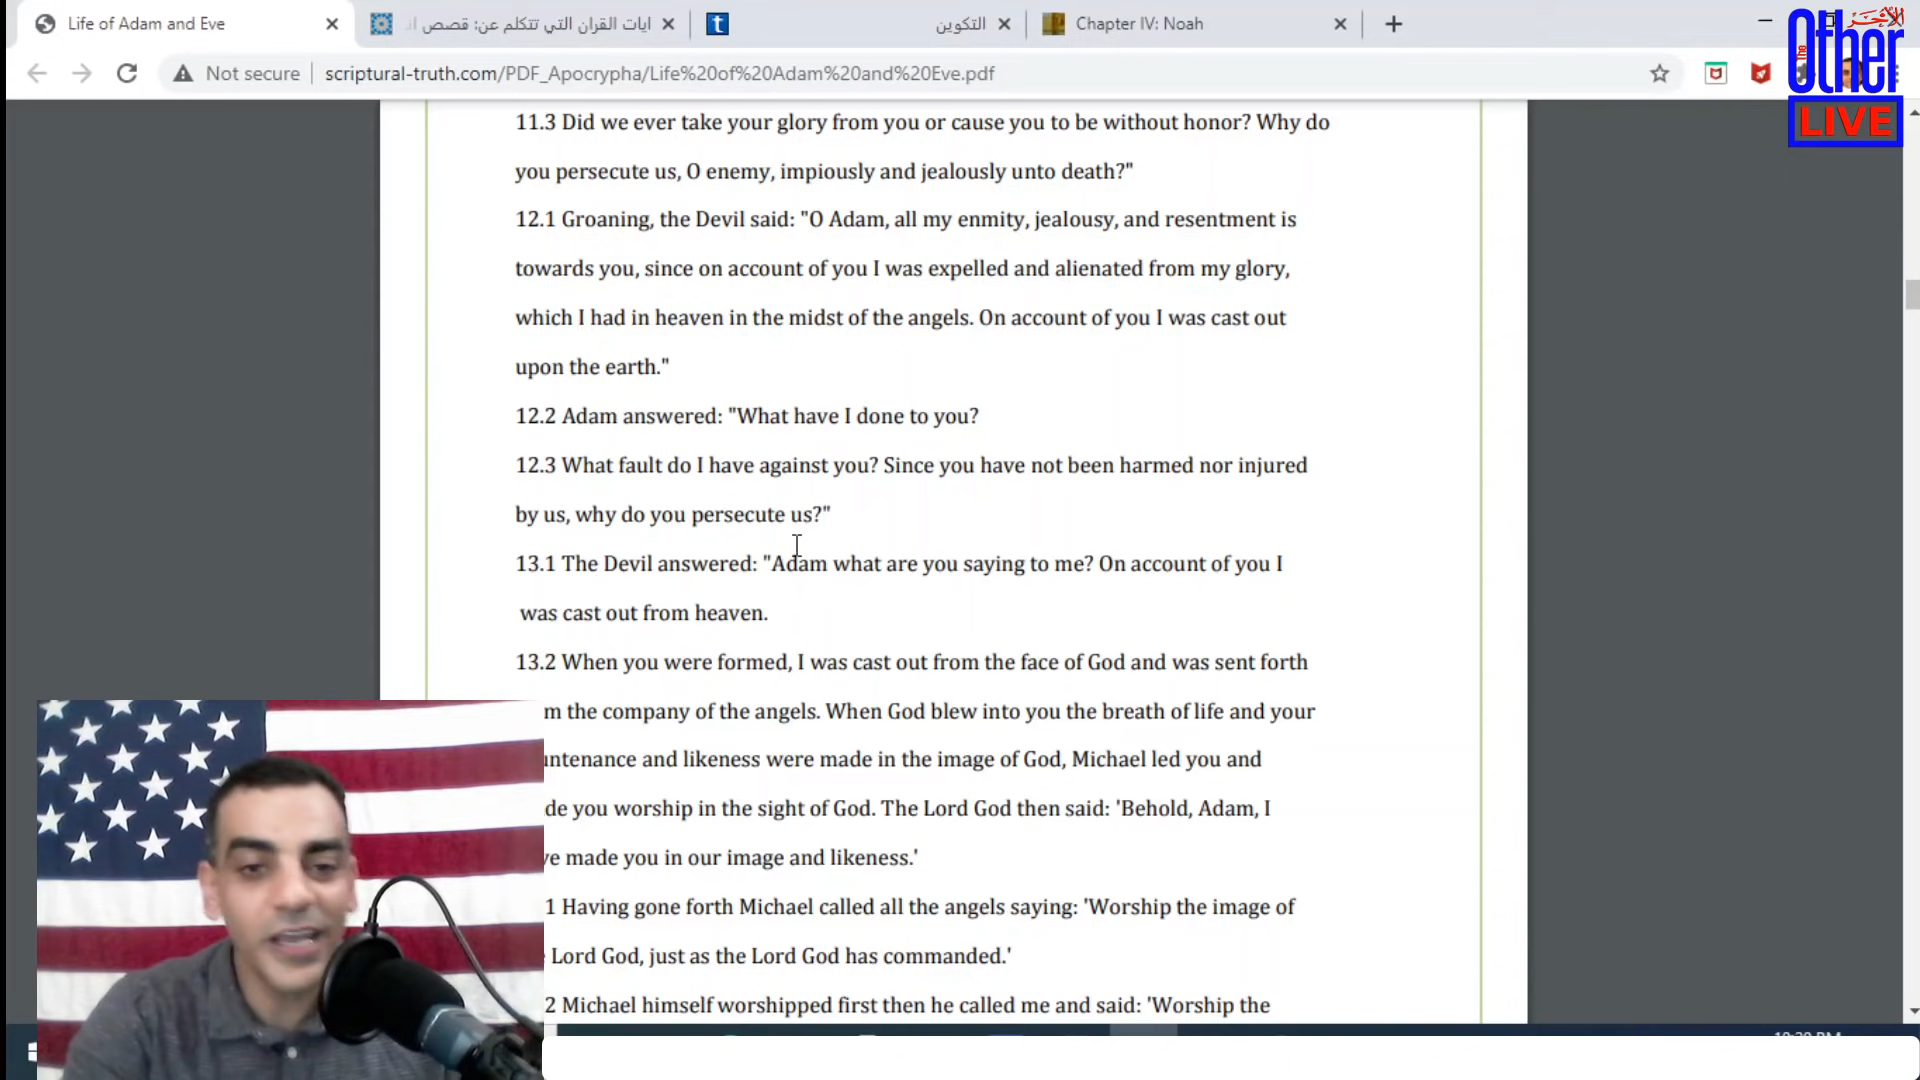 Life of Adam and Eve
ايات القران التي تتكلم عن: قصص
t
التكوين
Chapter IV: Noah
الآخر
The
Other
LIVE
Not secure
scriptural-truth.com/PDF_Apocrypha/Life%20of%20Adam%20and%20Eve.pdf
11.3 Did we ever take your glory from you or cause you to be without honor? Why do
you persecute us, O enemy, impiously and jealously unto death?"
12.1 Groaning, the Devil said: "O Adam, all my enmity, jealousy, and resentment is
towards you, since on account of you I was expelled and alienated from my glory,
which I had in heaven in the midst of the angels. On account of you I was cast out
upon the earth."
12.2 Adam answered: "What have I done to you?
12.3 What fault do I have against you? Since you have not been harmed nor injured
by us, why do you persecute us?"
13.1 The Devil answered: "Adam what are you saying to me? On account of you I
was cast out from heaven.
13.2 When you were formed, I was cast out from the face of God and was sent forth
m the company of the angels. When God blew into you the breath of life and your
ntenance and likeness were made in the image of God, Michael led you and
de you worship in the sight of God. The Lord God then said: 'Behold, Adam, I
ve made you in our image and likeness.'
1 Having gone forth Michael called all the angels saying: 'Worship the image of
Lord God, just as the Lord God has commanded.'
2 Michael himself worshipped first then he called me and said: 'Worship the